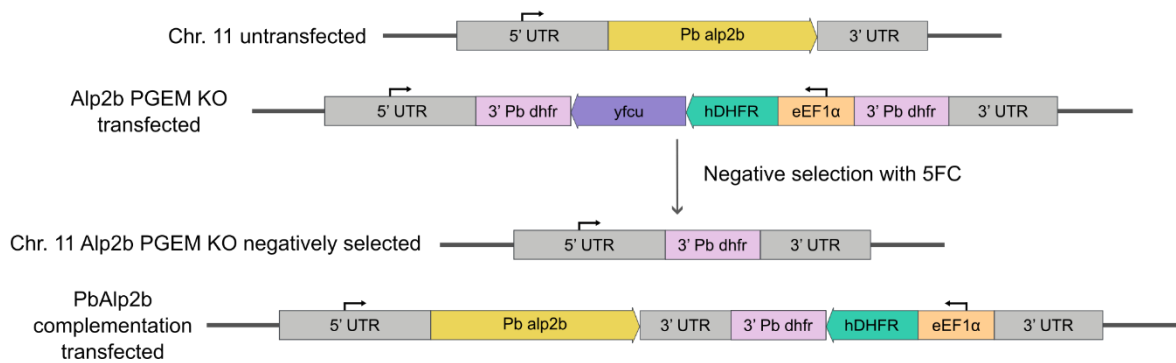 Chr. 11 untransfected
5' UTR Pb alp2b 3' UTR
Alp2b PGEM KO
transfected
5' UTR 3' Pb dhfr yfcu hDHFR eEF1α 3' Pb dhfr 3' UTR
Negative selection with 5FC
Chr. 11 Alp2b PGEM KO negatively selected
5' UTR 3' Pb dhfr 3' UTR
PbAlp2b
complementation
transfected
5' UTR Pb alp2b 3' UTR 3' Pb dhfr hDHFR eEF1α 3' UTR